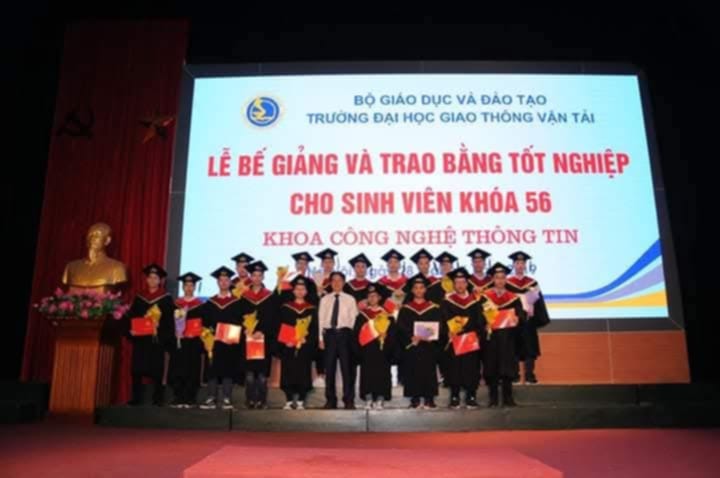 BỘ GIÁO DỤC VÀ ĐÀO TẠO
TRƯỜNG ĐẠI HỌC GIAO THÔNG VẬN TẢI
LỄ BẾ GIẢNG VÀ TRAO BẰNG TỐT NGHIỆP
CHO SINH VIÊN KHÓA 56
KHOA CÔNG NGHỆ THÔNG TIN